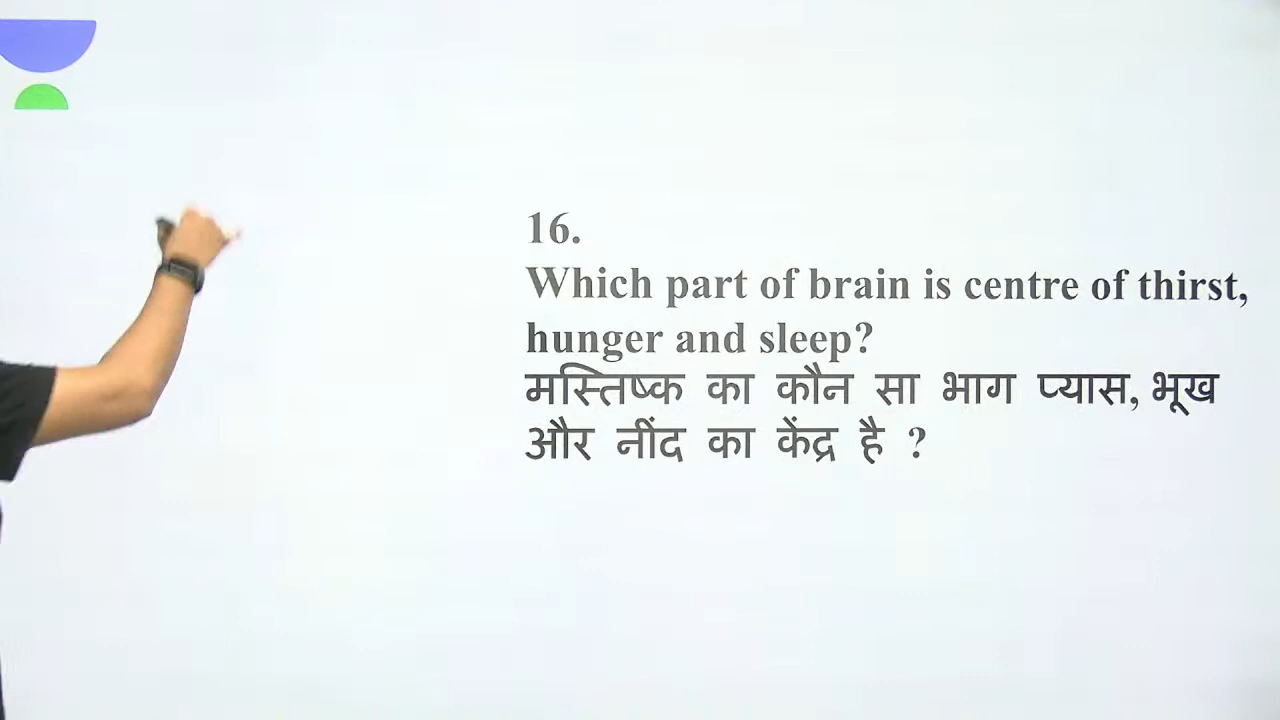 16.
Which part of brain is centre of thirst,
hunger and sleep?
मस्तिष्क का कौन सा भाग प्यास, भूख
और नींद का केंद्र है ?